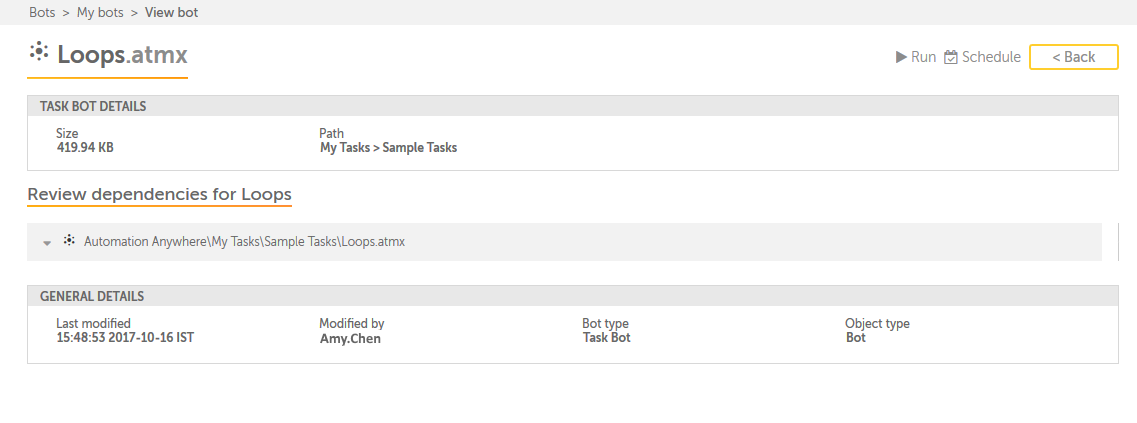 Bots > My bots > View bot
Loops.atmx
Run Schedule < Back
TASK BOT DETAILS
Size Path
419.94 KB My Tasks > Sample Tasks
Review dependencies for Loops
Automation Anywhere\My Tasks\Sample Tasks\Loops.atmx
GENERAL DETAILS
Last modified Modified by Bot type Object type
15:48:53 2017-10-16 IST Amy.Chen Task Bot Bot